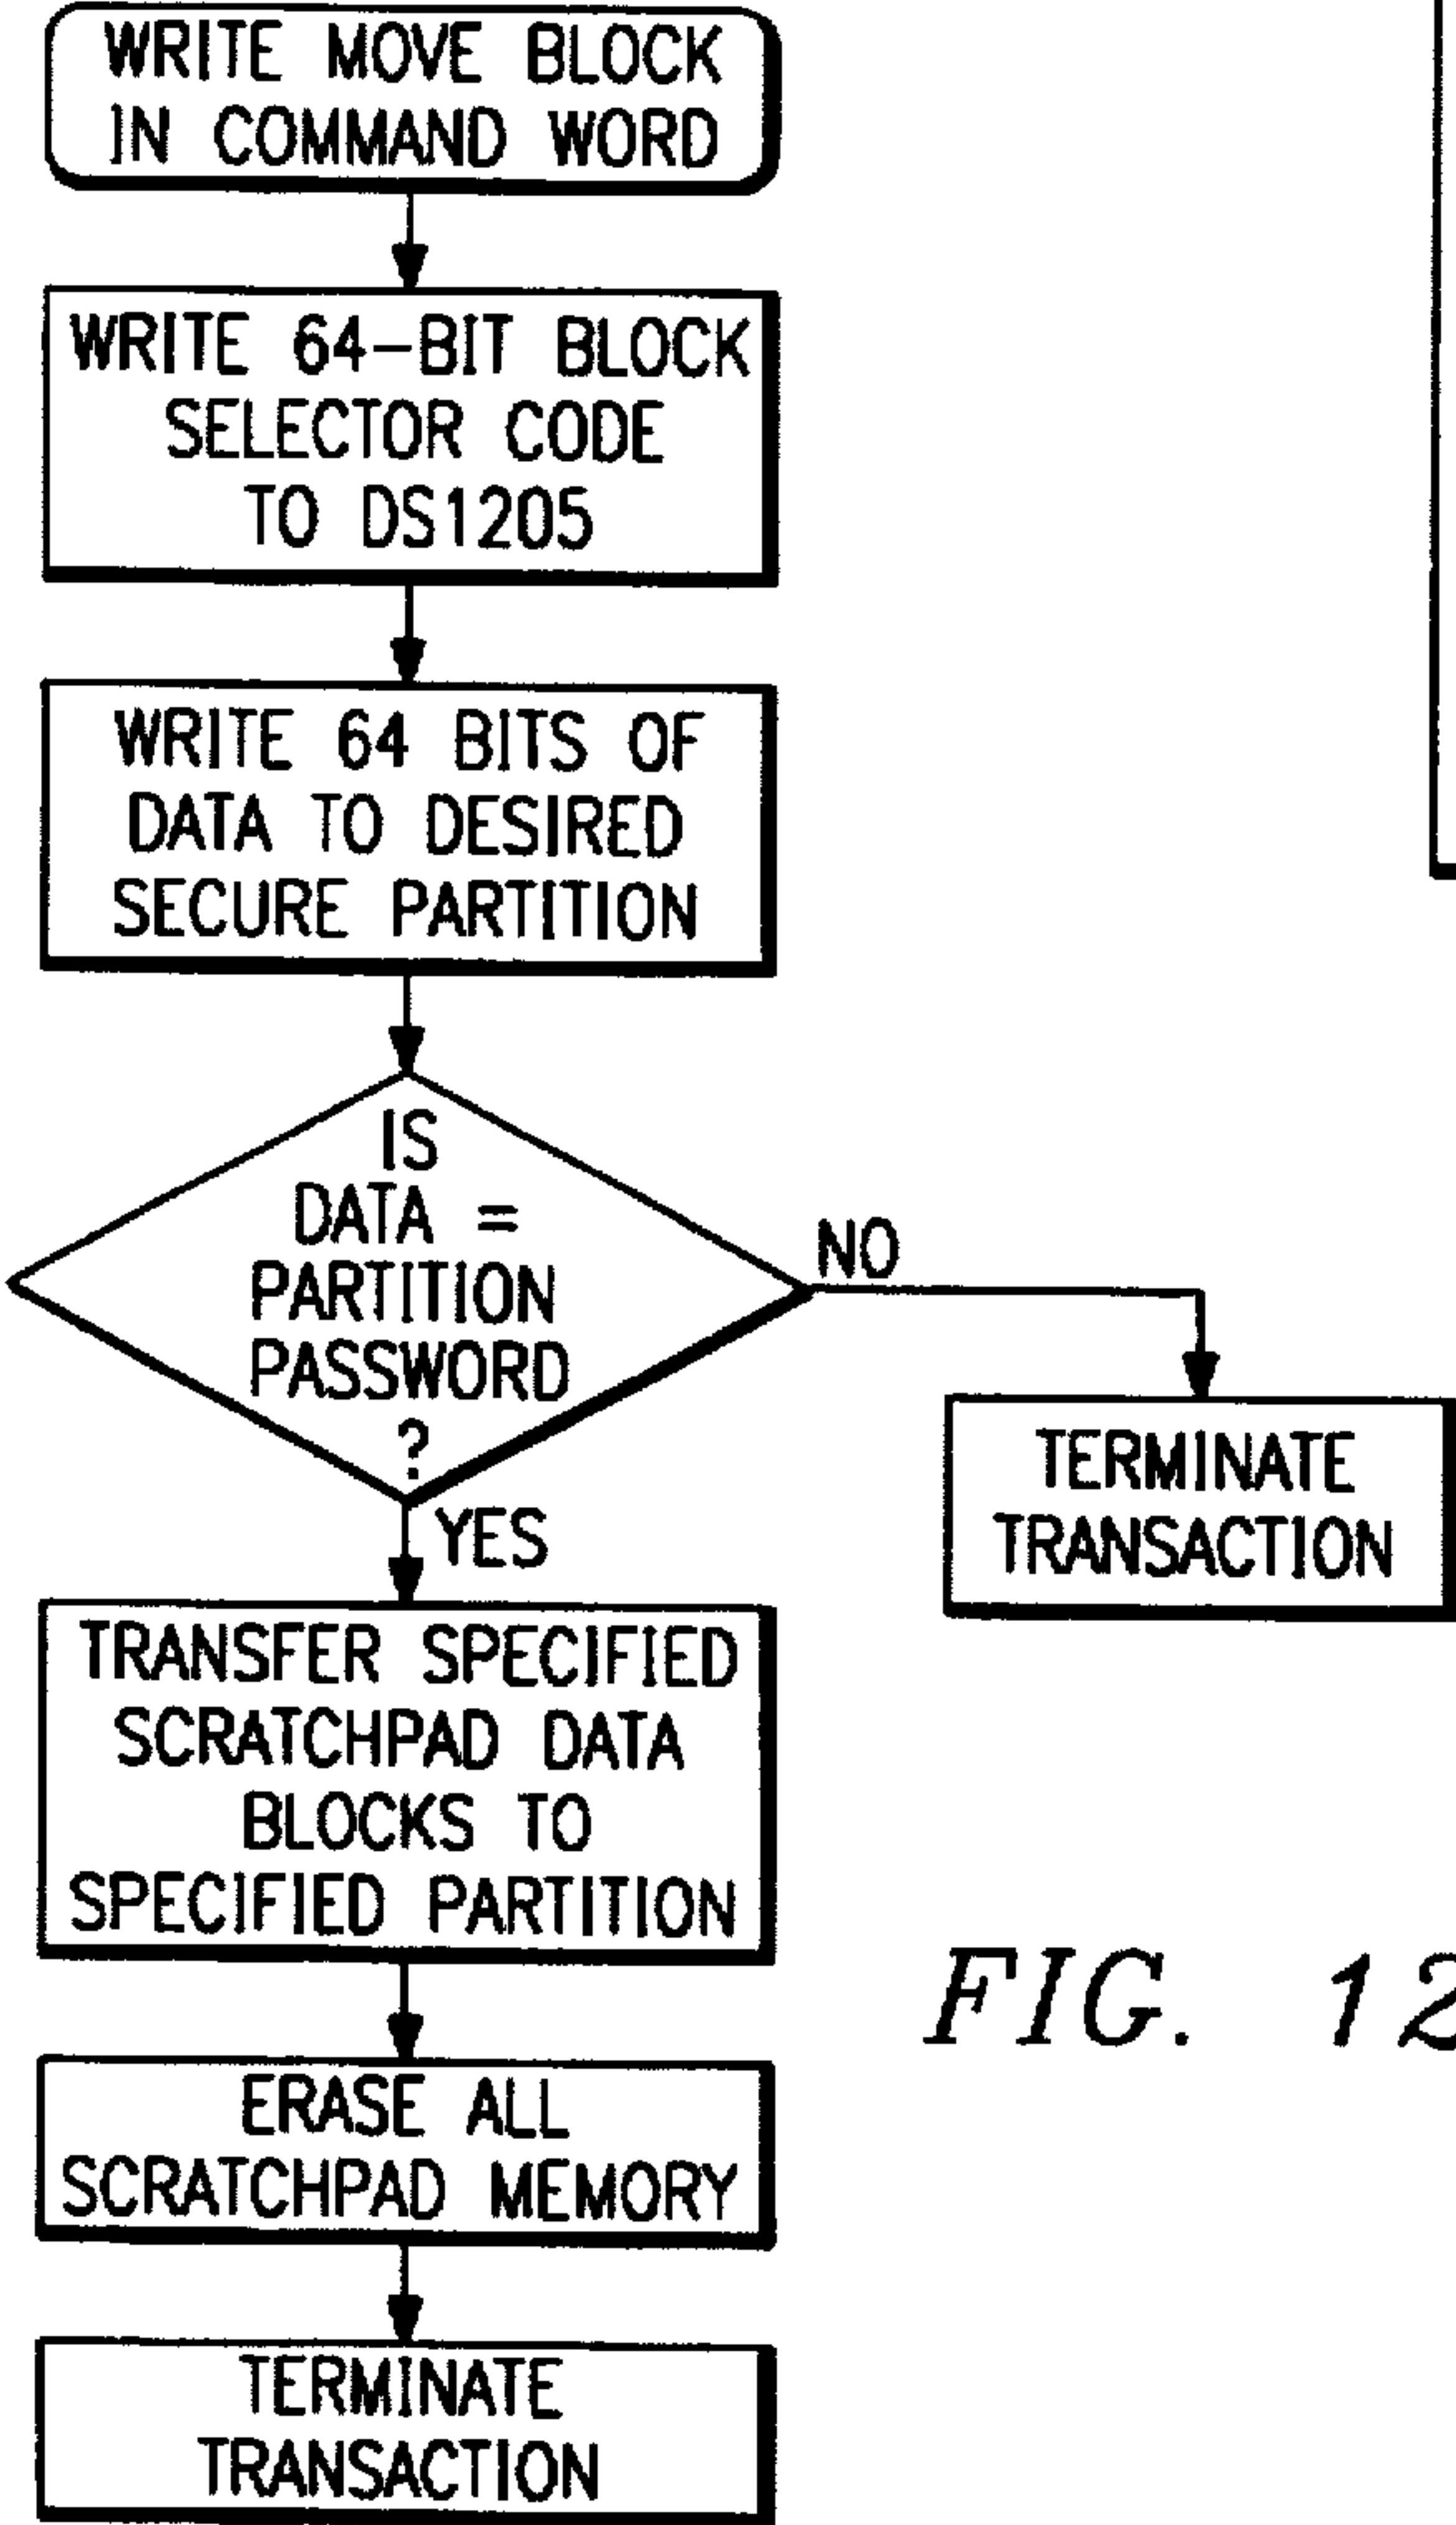 WRITE MOVE BLOCK
IN COMMAND WORD
WRITE 64-BIT BLOCK
SELECTOR CODE
TO DS1205
WRITE 64 BITS OF
DATA TO DESIRED
SECURE PARTITION
IS
DATA =
PARTITION
PASSWORD
?
NO
YES
TERMINATE
TRANSACTION
TRANSFER SPECIFIED
SCRATCHPAD DATA
BLOCKS TO
SPECIFIED PARTITION
ERASE ALL
SCRATCHPAD MEMORY
TERMINATE
TRANSACTION
FIG. 12